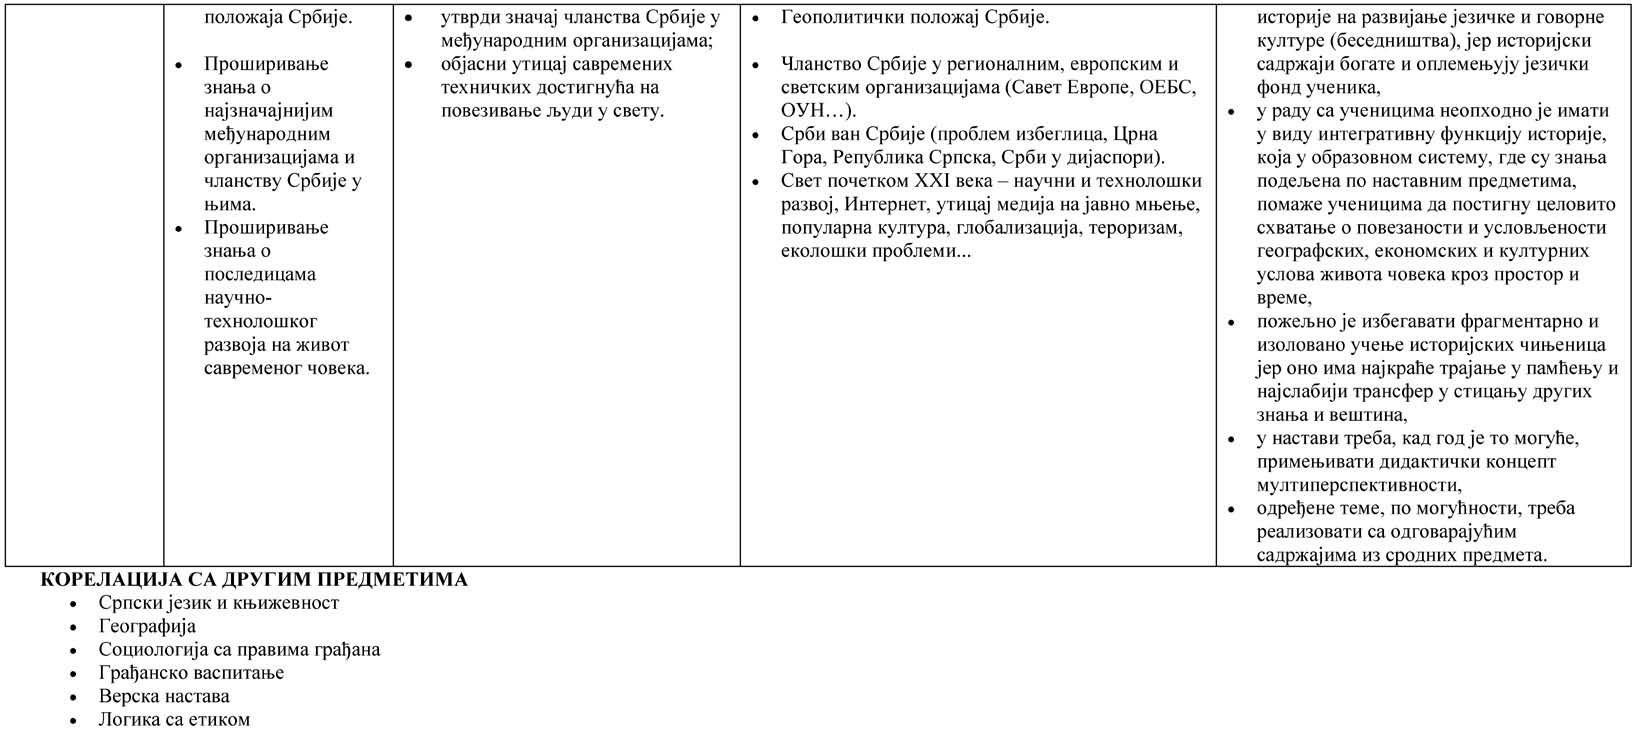 положаја Србије.
Проширивање
знања о
најзначајнијим
међународним
организацијама и
чланству Србије у
њима.
Проширивање
знања о
последицама
научно-
технолошког
развоја на живот
савременог човека.
утврди значај чланства Србије у
међународним организацијама;
објасни утицај савремених
техничких достигнућа на
повезивање људи у свету.
Геополитички положај Србије.
Чланство Србије у регионалним, европским и
светским организацијама (Савет Европе, ОЕБС,
ОУН…).
Срби ван Србије (проблем избеглица, Црна
Гора, Република Српска, Срби у дијаспори).
Свет почетком XXI века – научни и технолошки
развој, Интернет, утицај медија на јавно мњење,
популарна култура, глобализација, тероризам,
еколошки проблеми...
историје на развијање језичке и говорне
културе (беседништва), јер историјски
садржаји богате и оплемењују језички
фонд ученика,
у раду са ученицима неопходно је имати
у виду интегративну функцију историје,
која у образовном систему, где су знања
подељена по наставним предметима,
помаже ученицима да постигну целовито
схватање о повезаности и условљености
географских, економских и културних
услова живота човека кроз простор и
време,
пожељно је избегавати фрагментарно и
изоловано учење историјских чињеница
јер оно има најкраће трајање у памћењу и
најслабији трансфер у стицању других
знања и вештина,
у настави треба, кад год је то могуће,
примењивати дидактички концепт
мултиперспективности,
одређене теме, по могућности, треба
реализовати са одговарајућим
садржајима из сродних предмета.
КОРЕЛАЦИЈА СА ДРУГИМ ПРЕДМЕТИМА
Српски језик и књижевност
Географија
Социологија са правима грађана
Грађанско васпитање
Верска настава
Логика са етиком